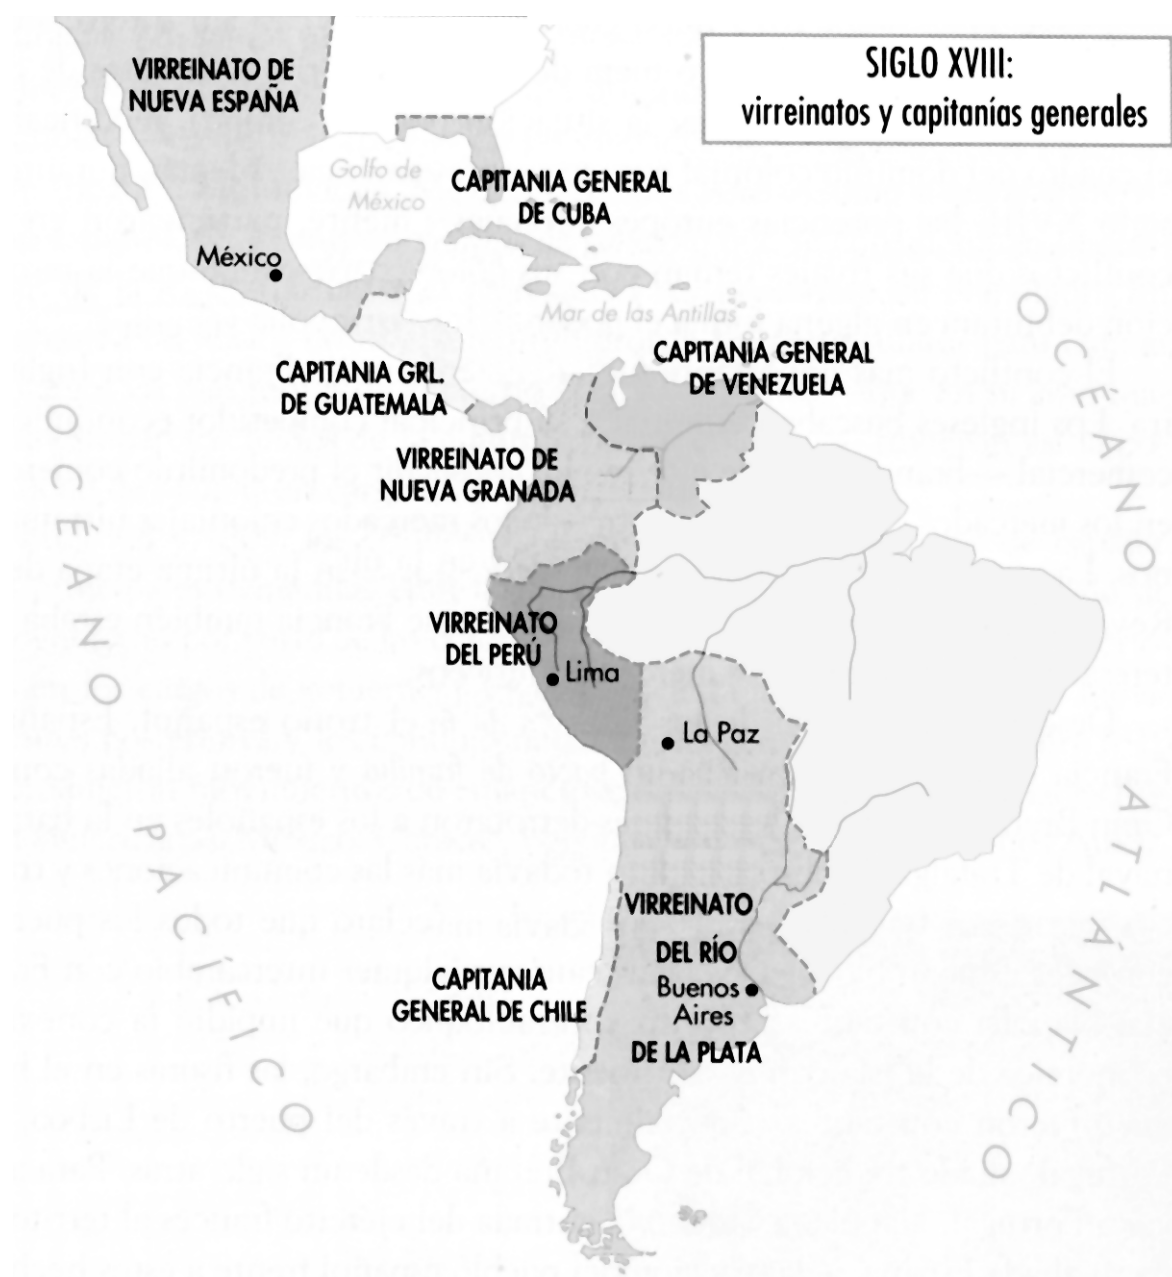 SIGLO XVIII:
virreinatos y capitanías generales
VIRREINATO DE
NUEVA ESPAÑA
Golfo de
México
CAPITANIA GENERAL
DE CUBA
México
Mar de las Antillas
CAPITANIA GENERAL
DE VENEZUELA
CAPITANIA GRL.
DE GUATEMALA
VIRREINATO DE
NUEVA GRANADA
VIRREINATO
DEL PERÚ
Lima
La Paz
VIRREINATO
DEL RÍO
Buenos
Aires
DE LA PLATA
CAPITANIA
GENERAL DE CHILE
OCÉANO PACÍFICO
OCÉANO ATLÁNTICO